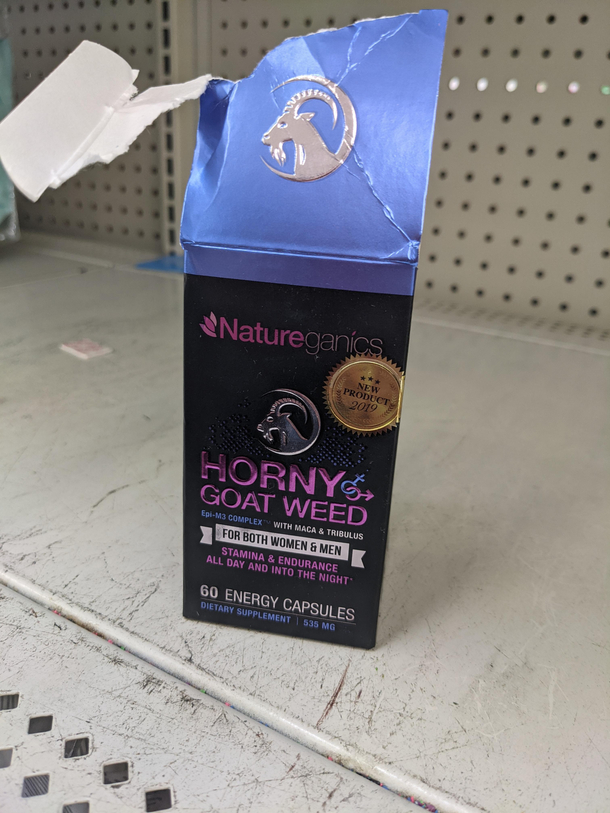 Natureganics
NEW
PRODUCT
2019
HORNY
GOAT WEED
Epi-M3 COMPLEX™ WITH MACA & TRIBULUS
FOR BOTH WOMEN & MEN
STAMINA & ENDURANCE
ALL DAY AND INTO THE NIGHT*
60 ENERGY CAPSULES
DIETARY SUPPLEMENT | 535 MG